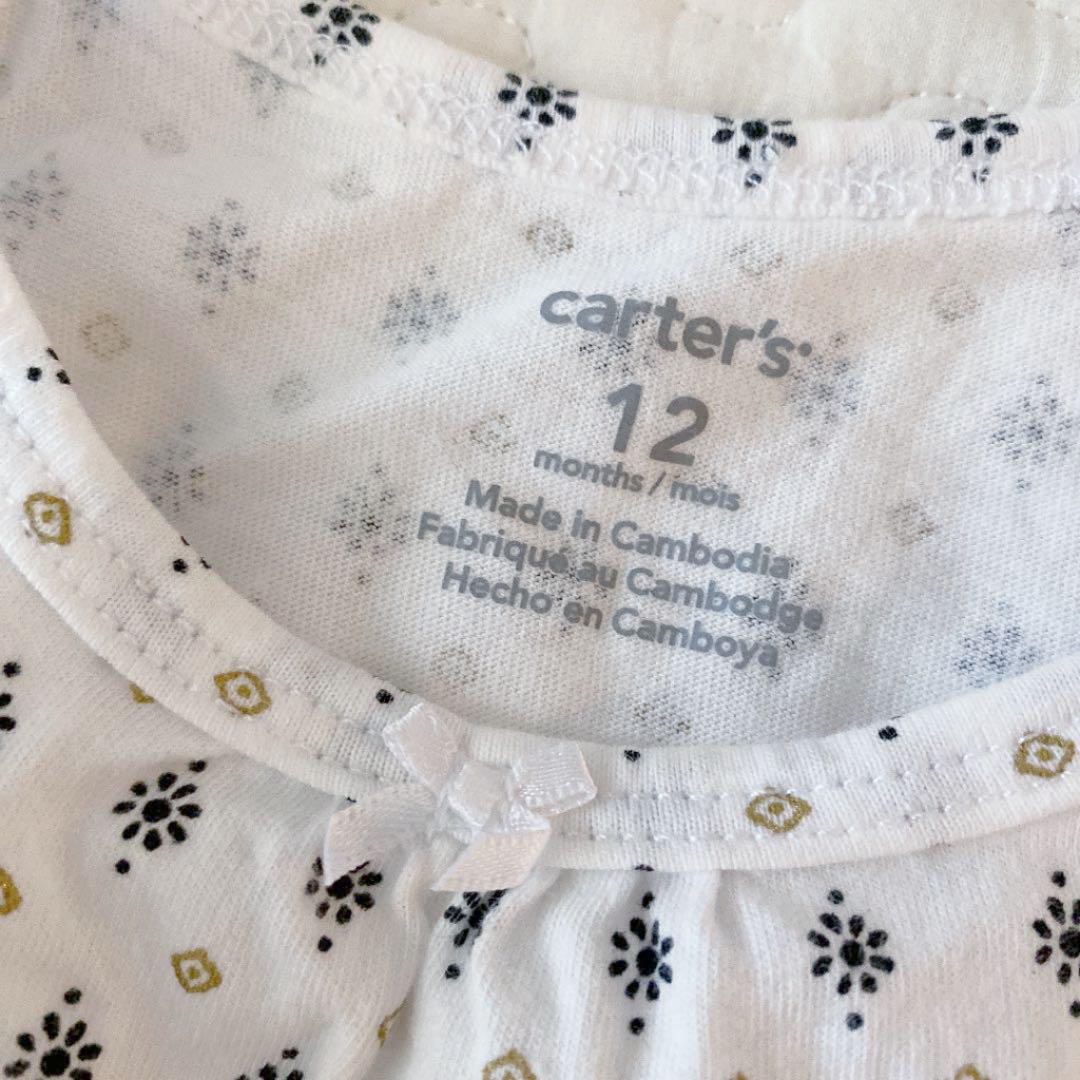 carter's
12
months / mois
Made in Cambodia
Fabriqué au Cambodge
Hecho en Camboya